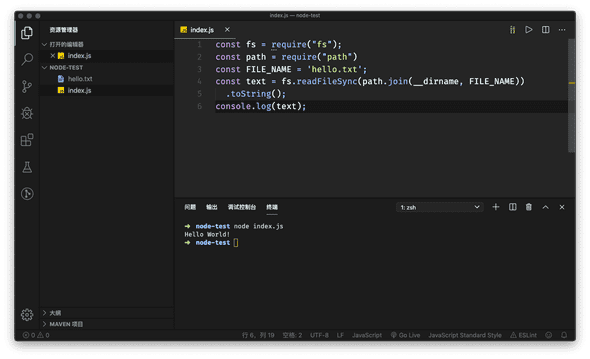 index.js — node-test
资源管理器
打开的编辑器
index.js
NODE-TEST
hello.txt
index.js
大纲
MAVEN 项目
index.js
1 const fs = require("fs");
2 const path = require("path")
3 const FILE_NAME = 'hello.txt';
4 const text = fs.readFileSync(path.join(__dirname, FILE_NAME))
5 .toString();
6 console.log(text);
问题 输出 调试控制台 终端 1: zsh
→ node-test node index.js
Hello World!
→ node-test
0 0 行 6, 列 19 空格: 2 UTF-8 LF JavaScript Go Live JavaScript Standard Style ESLint